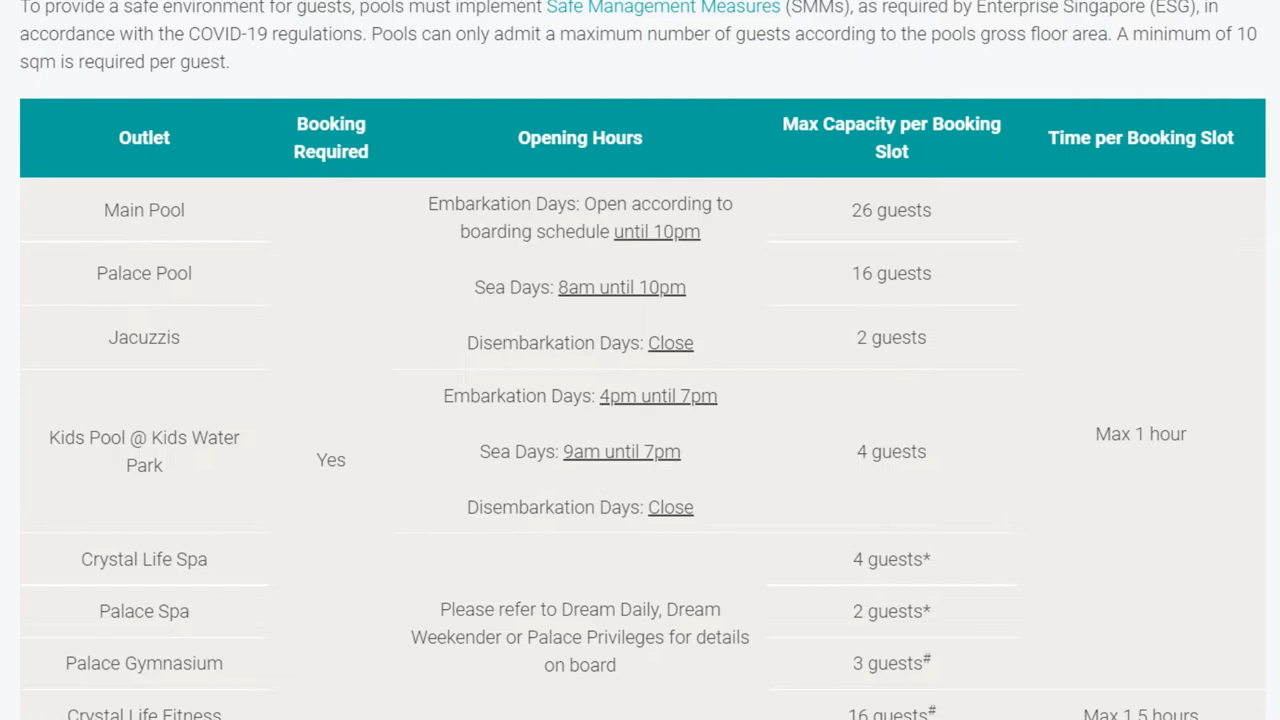 To provide a safe environment for guests, pools must implement Safe Management Measures (SMMs), as required by Enterprise Singapore (ESG), in
accordance with the COVID-19 regulations. Pools can only admit a maximum number of guests according to the pools gross floor area. A minimum of 10
sqm is required per guest.
Outlet
Booking
Required
Opening Hours
Max Capacity per Booking
Slot
Time per Booking Slot
Main Pool
Embarkation Days: Open according to
boarding schedule until 10pm
26 guests
Palace Pool
Sea Days: 8am until 10pm
16 guests
Jacuzzis
Disembarkation Days: Close
2 guests
Kids Pool @ Kids Water
Park
Yes
Embarkation Days: 4pm until 7pm
Sea Days: 9am until 7pm
Disembarkation Days: Close
4 guests
Max 1 hour
Crystal Life Spa
4 guests*
Palace Spa
Please refer to Dream Daily, Dream
Weekender or Palace Privileges for details
on board
2 guests*
Palace Gymnasium
3 guests#
Crystal Life Fitness
16 guests#
Max 1.5 hours